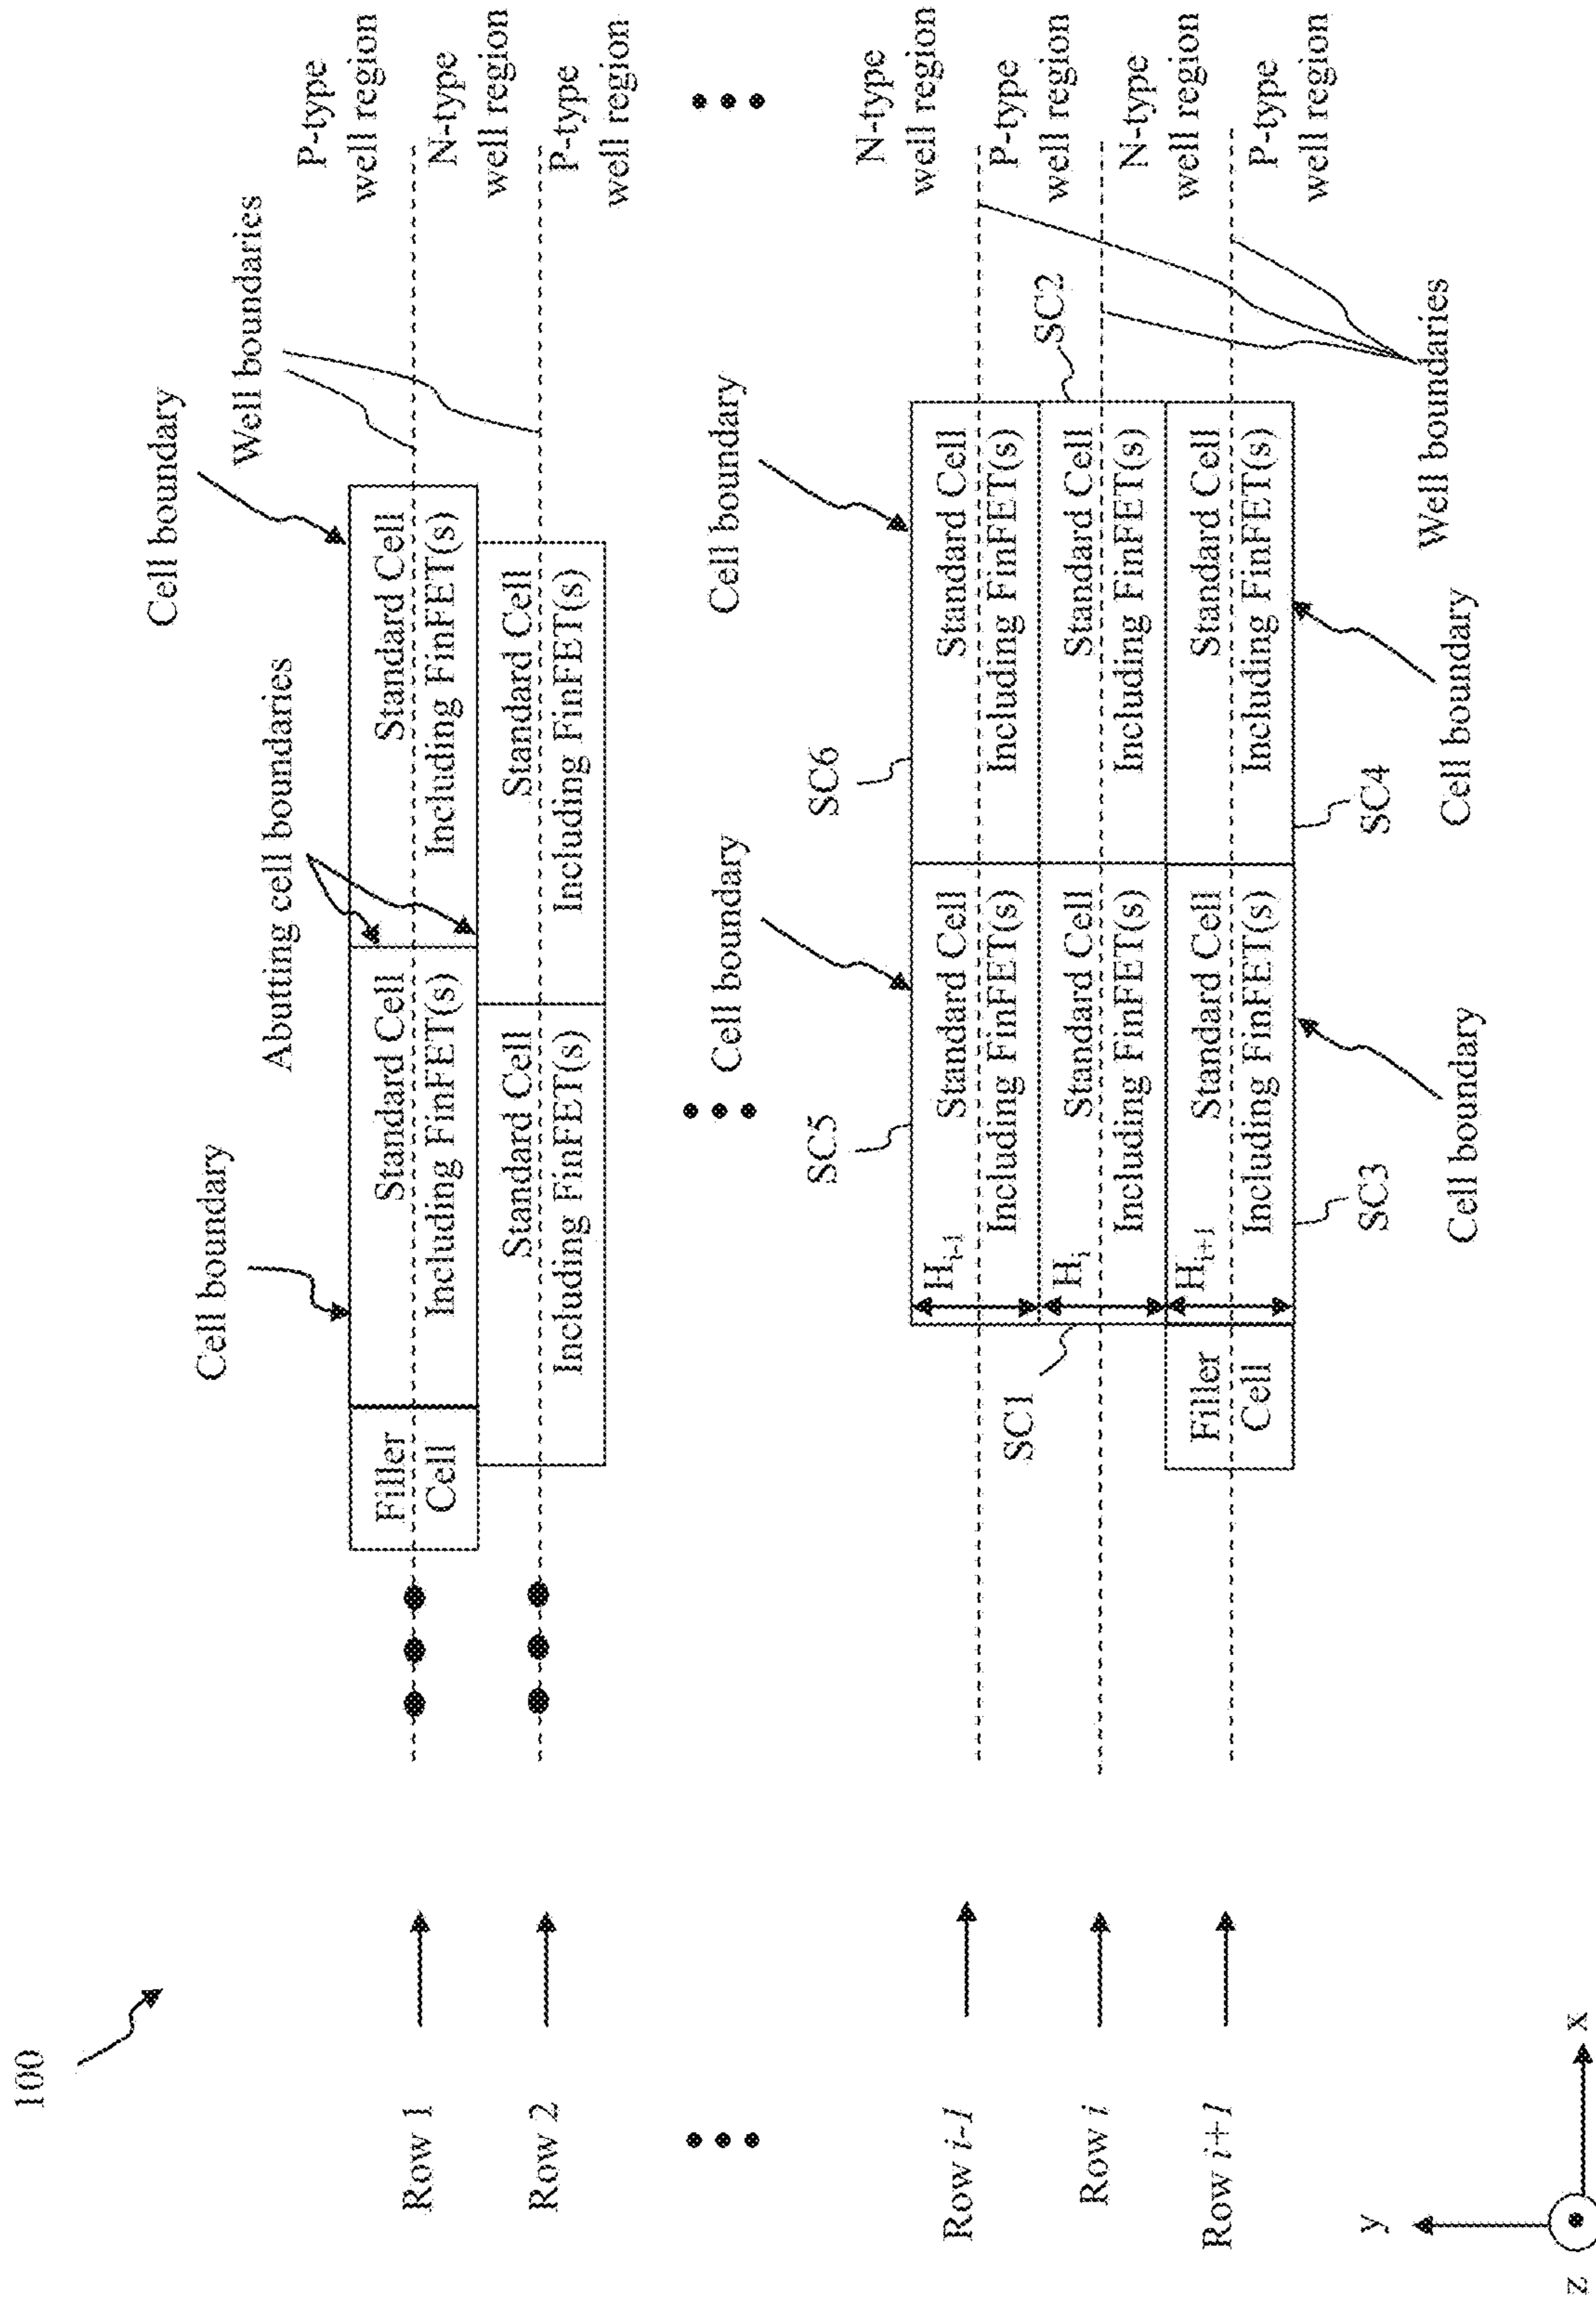 100
Cell boundary
Well boundaries
P-type
well region
N-type
well region
P-type
well region
Cell boundary
Abutting cell boundaries
Row 1
Filler
Cell
Standard Cell
Including FinFET(s)
Standard Cell
Including FinFET(s)
Row 2
Standard Cell
Including FinFET(s)
Standard Cell
Including FinFET(s)
Cell boundary
Cell boundary
SC5
SC6
N-type
well region
P-type
well region
N-type
well region
P-type
well region
Row i-1
Hi-1
Standard Cell
Including FinFET(s)
Standard Cell
Including FinFET(s)
SC1
SC2
Row i
Hi
Standard Cell
Including FinFET(s)
Standard Cell
Including FinFET(s)
Row i+1
Filler
Cell
Hi+1
Standard Cell
Including FinFET(s)
Standard Cell
Including FinFET(s)
SC3
SC4
Well boundaries
Cell boundary
Cell boundary
y
z
x